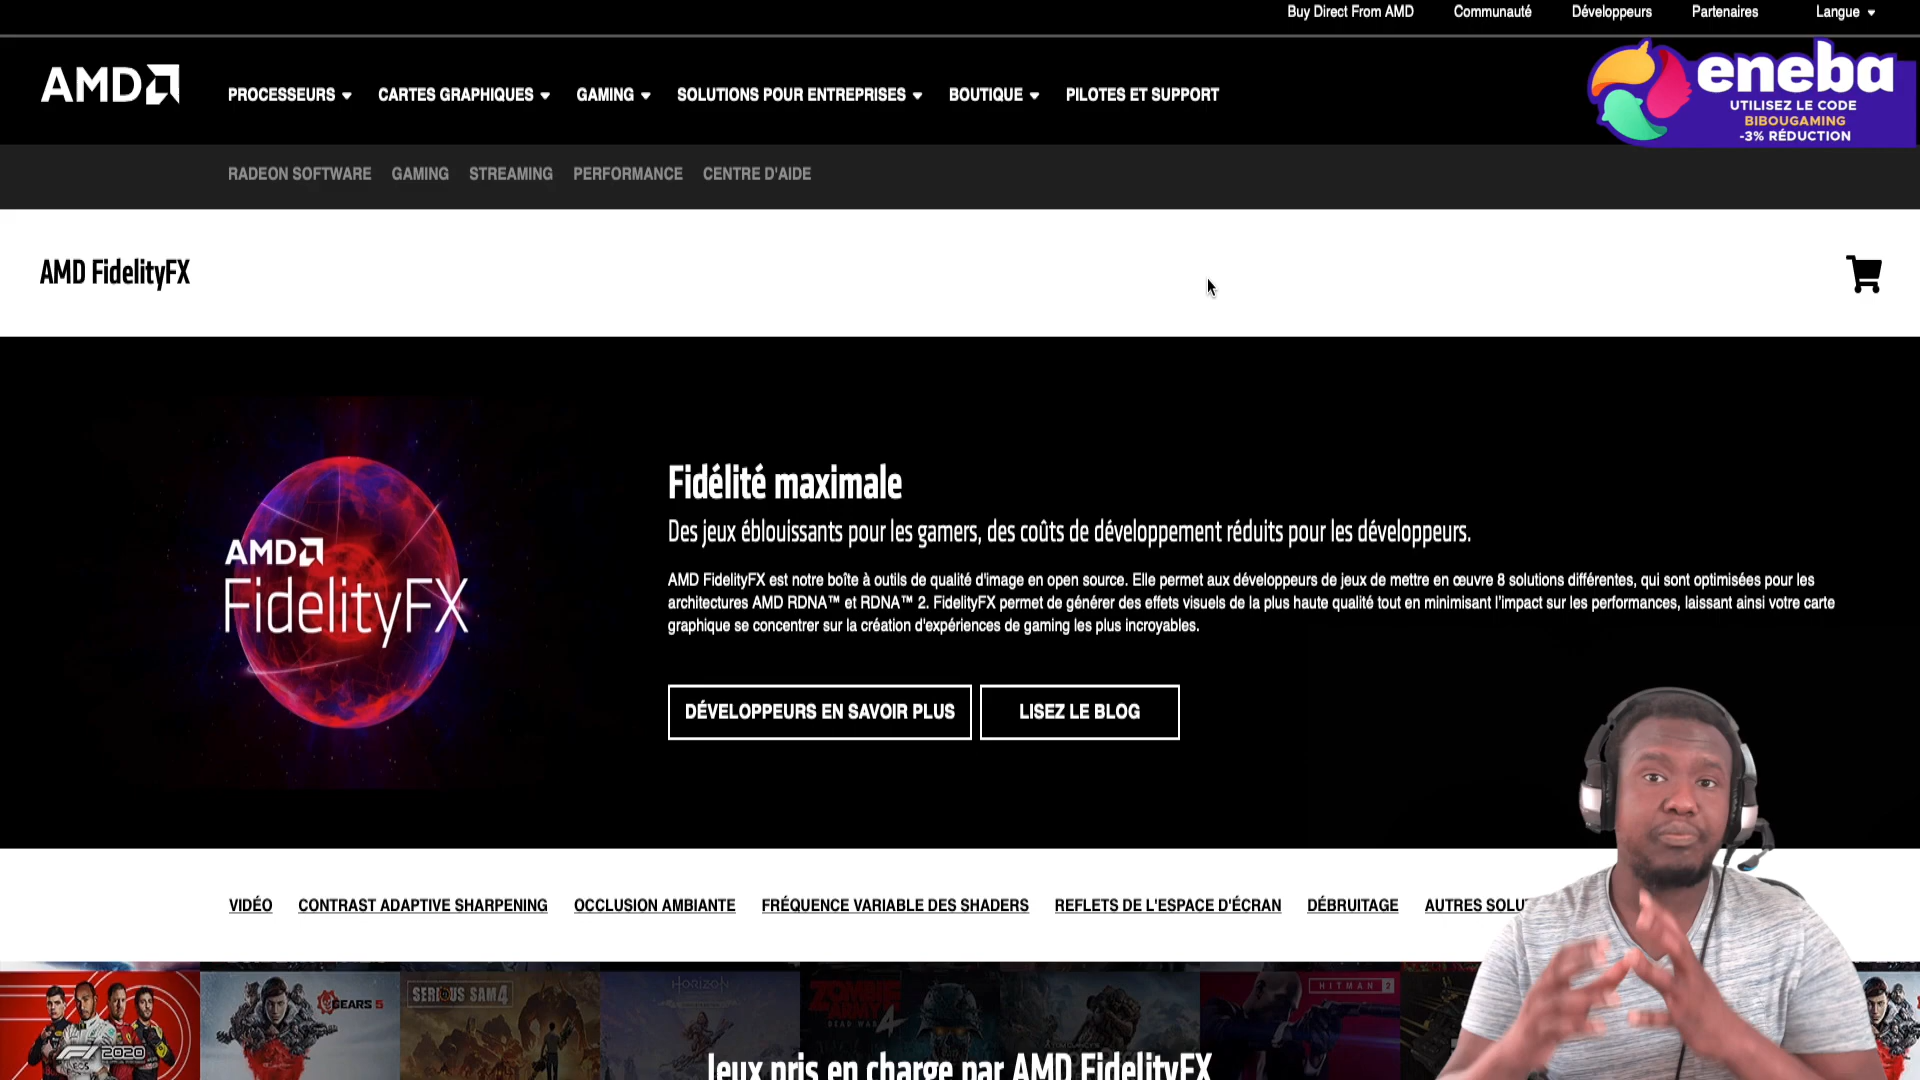 Buy Direct From AMD Communauté Développeurs Partenaires Langue
AMD
PROCESSEURS CARTES GRAPHIQUES GAMING SOLUTIONS POUR ENTREPRISES BOUTIQUE PILOTES ET SUPPORT
eneba
UTILISEZ LE CODE
BIBOUGAMING
-3% RÉDUCTION
RADEON SOFTWARE GAMING STREAMING PERFORMANCE CENTRE D'AIDE
AMD FidelityFX
Fidélité maximale
Des jeux éblouissants pour les gamers, des coûts de développement réduits pour les développeurs.
AMD FidelityFX est notre boîte à outils de qualité d'image en open source. Elle permet aux développeurs de jeux de mettre en œuvre 8 solutions différentes, qui sont optimisées pour les
architectures AMD RDNA™ et RDNA™ 2. FidelityFX permet de générer des effets visuels de la plus haute qualité tout en minimisant l'impact sur les performances, laissant ainsi votre carte
graphique se concentrer sur la création d'expériences de gaming les plus incroyables.
AMD
FidelityFX
DÉVELOPPEURS EN SAVOIR PLUS LISEZ LE BLOG
VIDÉO CONTRAST ADAPTIVE SHARPENING OCCLUSION AMBIANTE FRÉQUENCE VARIABLE DES SHADERS REFLETS DE L'ESPACE D'ÉCRAN DÉBRUITAGE AUTRES
F1 2020
GEARS 5
SERIOUS SAM 4
HORIZON
ZOMBIE
ARMY
DEAD WAR 4
HITMAN 2
Jeux pris en charge par AMD FidelityFX